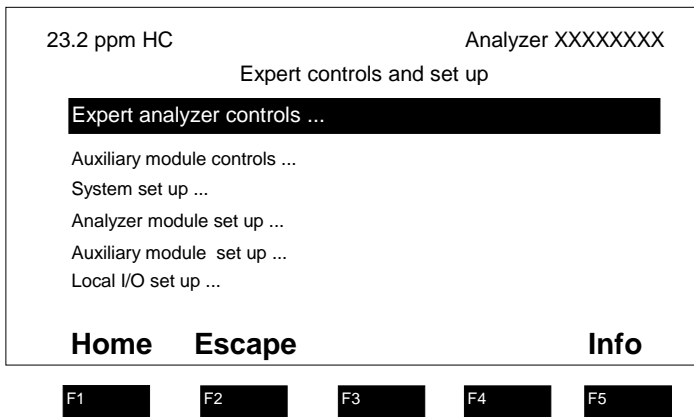 23.2 ppm HC Analyzer XXXXXXXX
Expert controls and set up
Expert analyzer controls ...
Auxiliary module controls ...
System set up ...
Analyzer module set up ...
Auxiliary module set up ...
Local I/O set up ...
Home Escape Info
F1 F2 F3 F4 F5